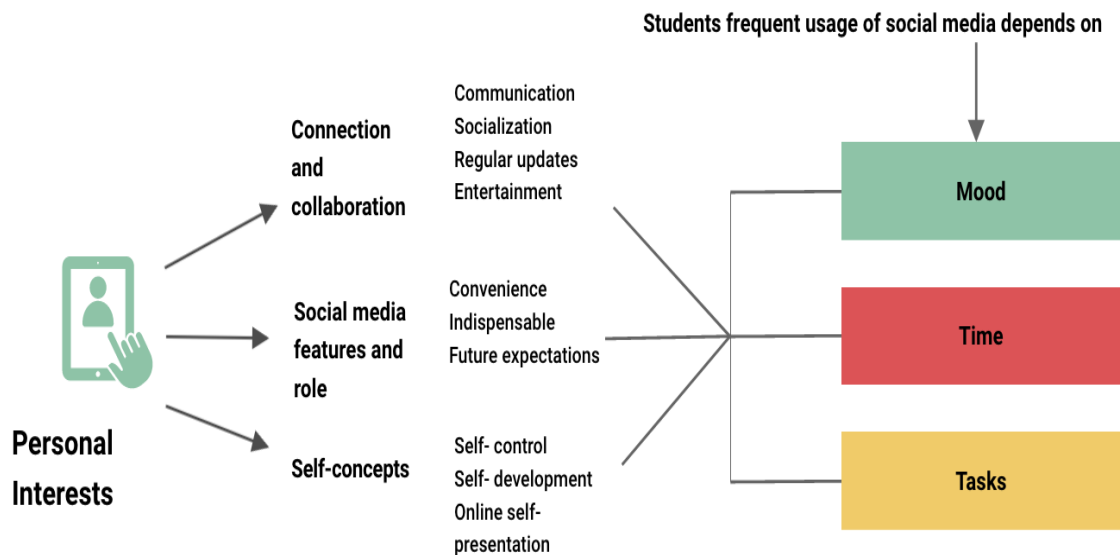 Students frequent usage of social media depends on
Connection
and
collaboration
Communication
Socialization
Regular updates
Entertainment
Mood
Personal
Interests
Social media
features and
role
Convenience
Indispensable
Future expectations
Time
Self-concepts
Self- control
Self- development
Online self-
presentation
Tasks